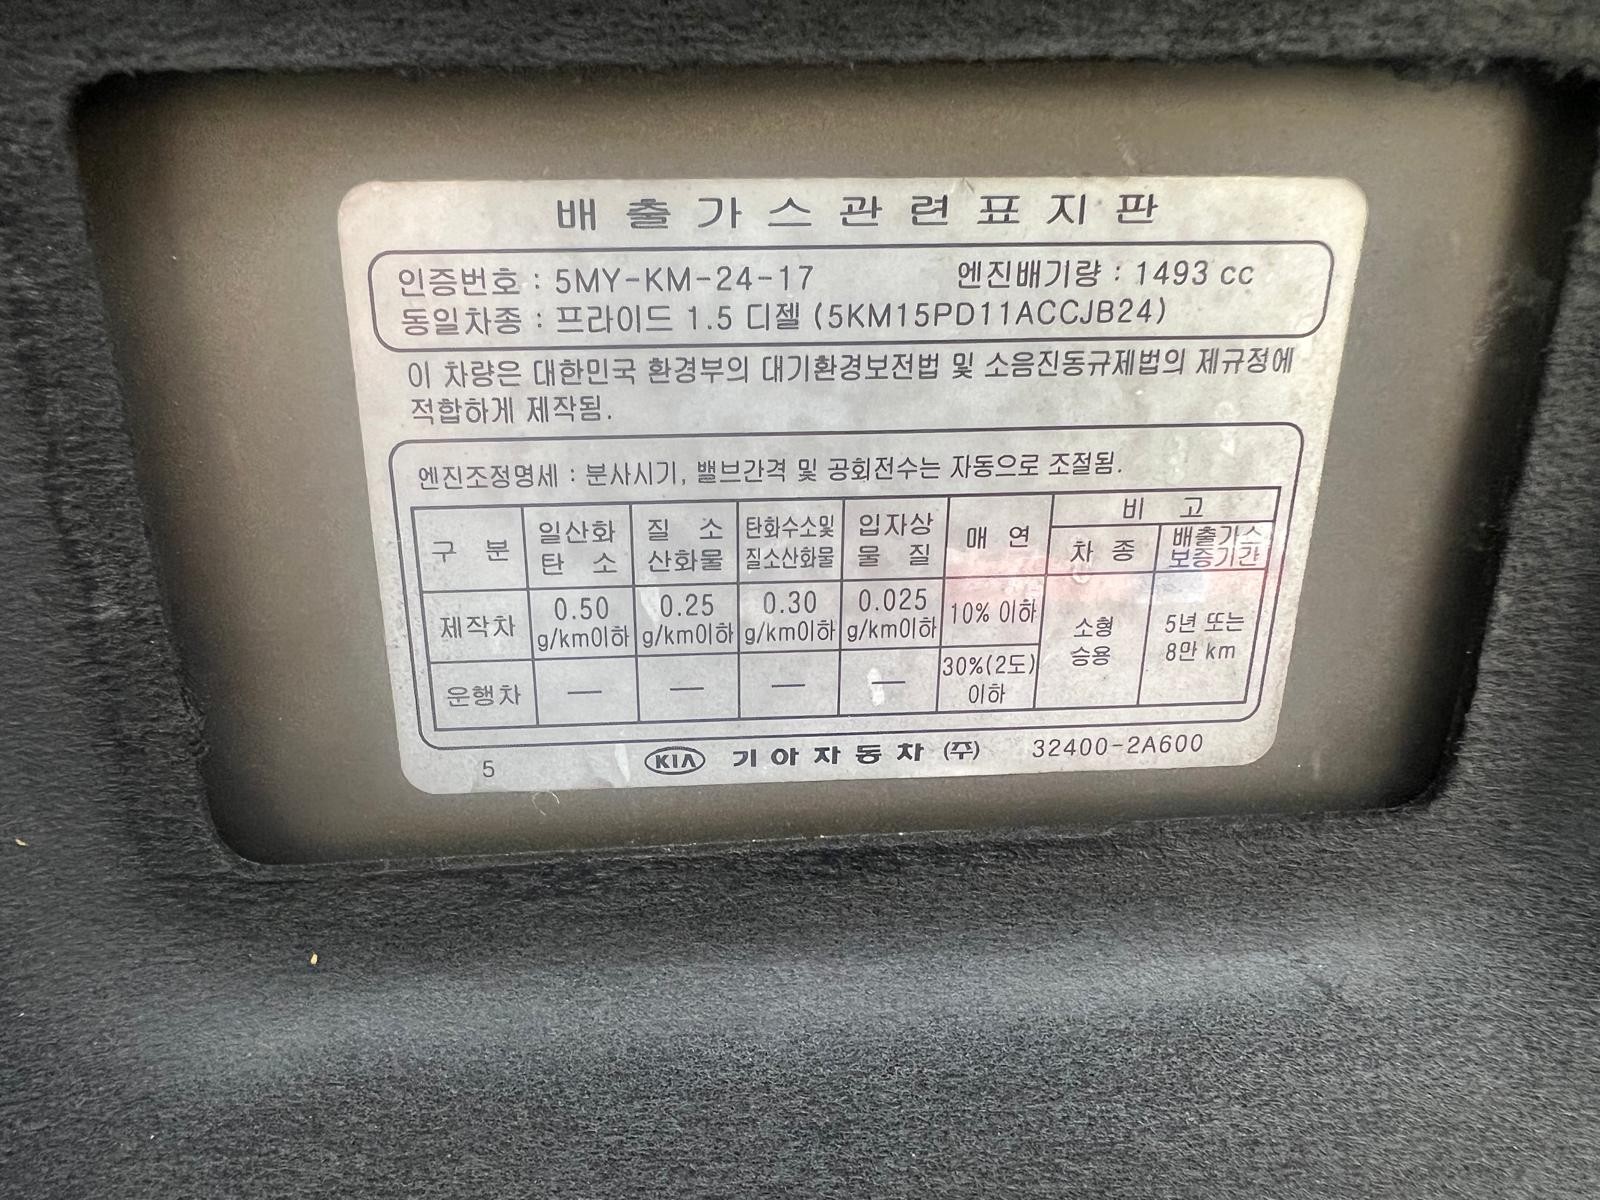 배출가스관련표지판
인증번호 : 5MY-KM-24-17 엔진배기량 : 1493 cc
동일차종 : 프라이드 1.5 디젤 (5KM15PD11ACCJB24)
이 차량은 대한민국 환경부의 대기환경보전법 및 소음진동규제법의 제규정에
적합하게 제작됨.
엔진조정명세 : 분사시기, 밸브간격 및 공회전수는 자동으로 조절됨.
구 분 일산화탄 소 질 소산화물 탄화수소및질소산화물 입자상물 질 매 연 비 고
차 종 배출가스보증기간
제작차 0.50 g/km이하 0.25 g/km이하 0.30 g/km이하 0.025 g/km이하 10% 이하 소형승용 5년 또는 8만 km
운행차 — — — — 30%(2도) 이하
5 KIA 기아자동차 (주) 32400-2A600